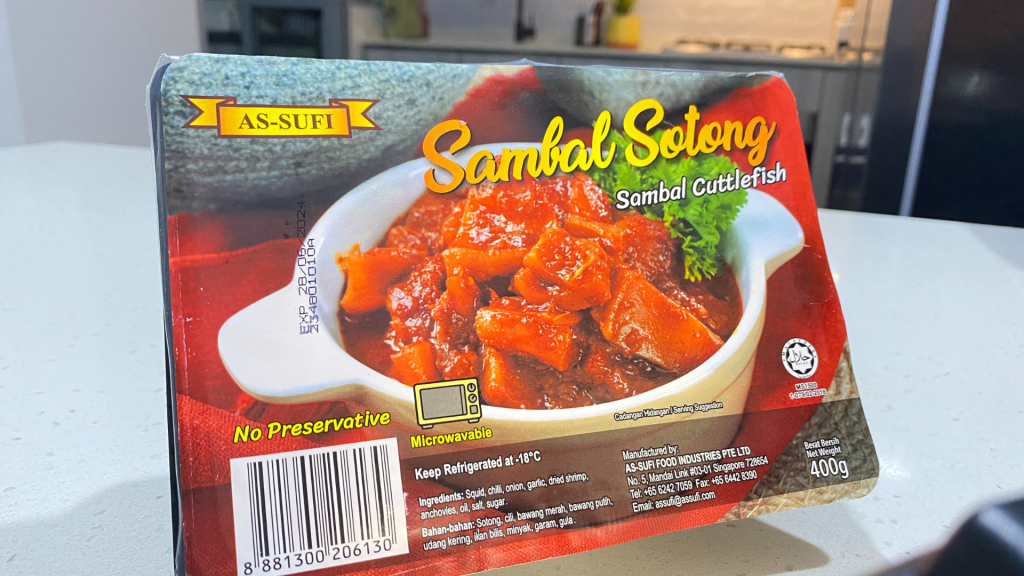 AS-SUFI
Sambal Sotong
Sambal Cuttlefish
EXP 28/06/2024
234801010A
No Preservative
Microwavable
Cadangan Hidangan / Serving Suggestion
MS1500
Keep Refrigerated at -18°C
Ingredients: Squid, chilli, onion, garlic, dried shrimp,
anchovies, oil, salt, sugar.
Bahan-bahan: Sotong, cili, bawang merah, bawang putih,
udang kering, ikan bilis, minyak, garam, gula.
Manufactured by:
AS-SUFI FOOD INDUSTRIES PTE LTD
No. 5, Mandai Link #03-01 Singapore 728654
Tel: +65 6242 7059 Fax: +65 6442 8390
Email: assufi@assufi.com
Berat Bersih
Net Weight
400g
8 881300 206130